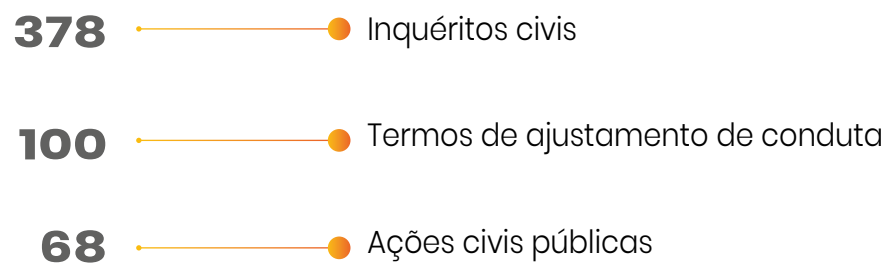 378 Inquéritos civis
100 Termos de ajustamento de conduta
68 Ações civis públicas